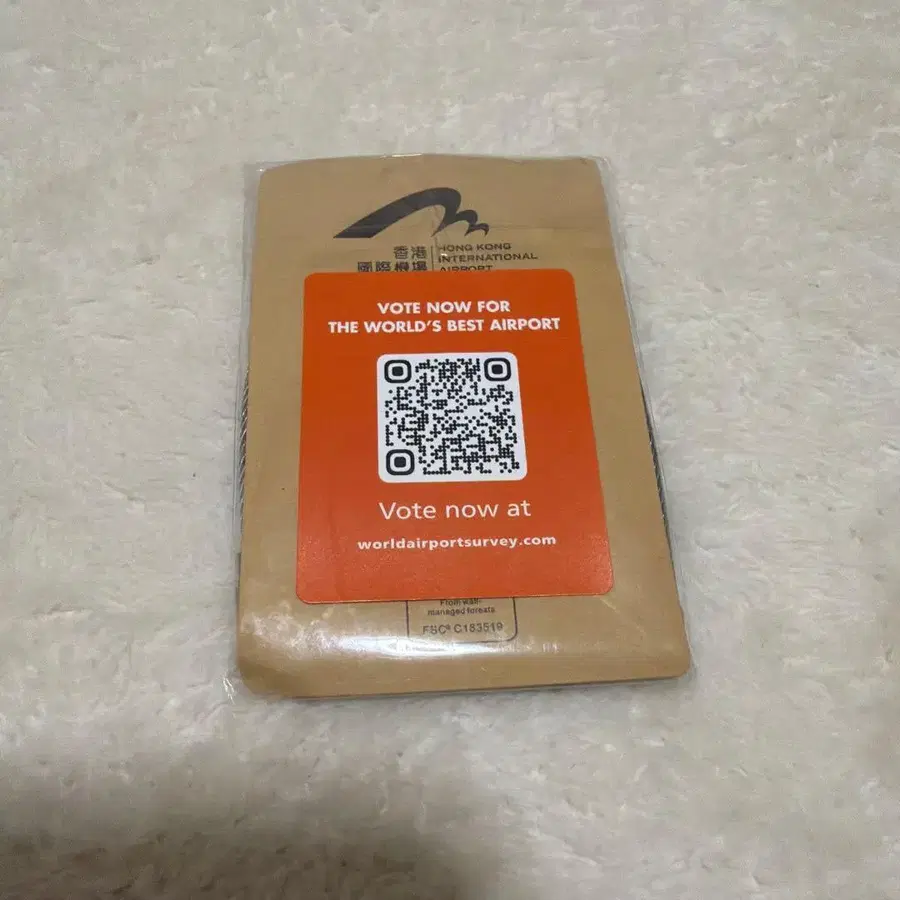 香港
國際機場
HONG KONG
INTERNATIONAL
AIRPORT
VOTE NOW FOR
THE WORLD'S BEST AIRPORT
Vote now at
worldairportsurvey.com
From well-
managed forests
FSC® C183519